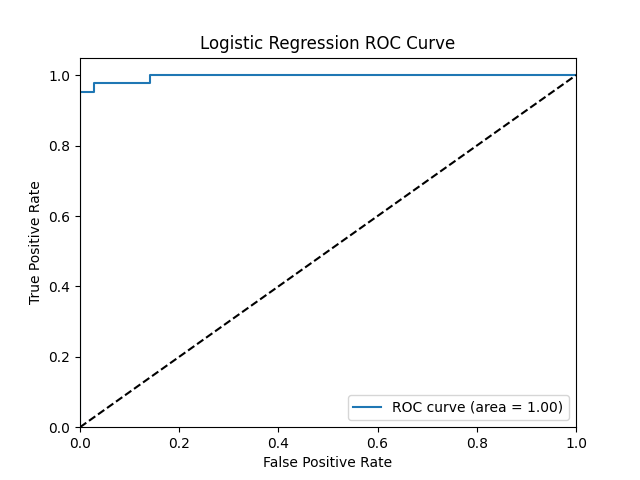 Logistic Regression ROC Curve
1.0
0.8
0.6
0.4
0.2
0.0
True Positive Rate
ROC curve (area = 1.00)
0.0 0.2 0.4 0.6 0.8 1.0
False Positive Rate